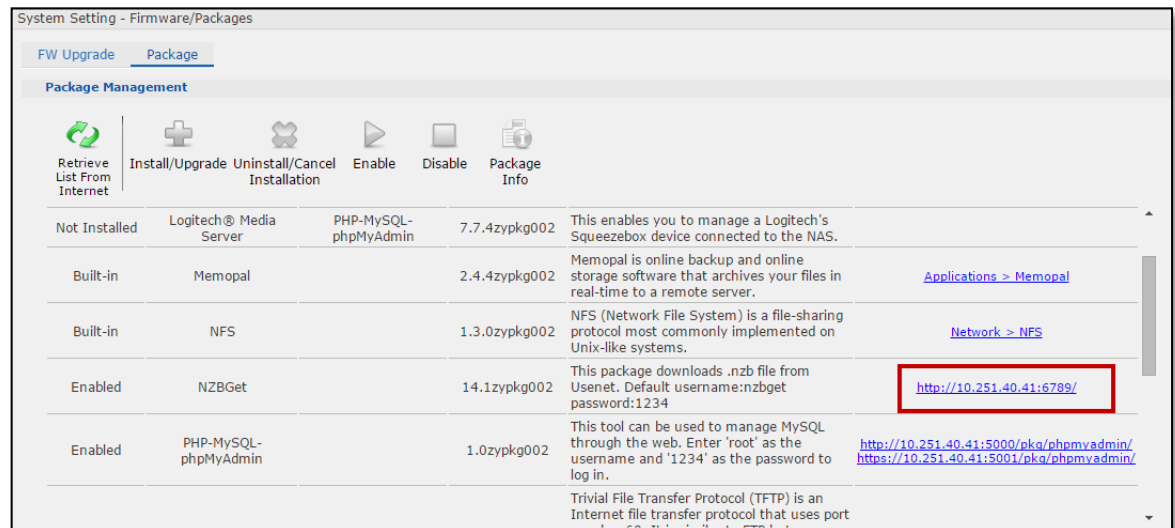 System Setting - Firmware/Packages
FW Upgrade Package
Package Management
Retrieve List From Internet
Install/Upgrade
Uninstall/Cancel Installation
Enable
Disable
Package Info
Not Installed
Logitech® Media Server
PHP-MySQL-phpMyAdmin
7.7.4zypkg002
This enables you to manage a Logitech's
Squeezebox device connected to the NAS.
Built-in
Memopal
2.4.4zypkg002
Memopal is online backup and online
storage software that archives your files in
real-time to a remote server.
Applications > Memopal
Built-in
NFS
1.3.0zypkg002
NFS (Network File System) is a file-sharing
protocol most commonly implemented on
Unix-like systems.
Network > NFS
Enabled
NZBGet
14.1zypkg002
This package downloads .nzb file from
Usenet. Default username:nzbget
password:1234
http://10.251.40.41:6789/
Enabled
PHP-MySQL-
phpMyAdmin
1.0zypkg002
This tool can be used to manage MySQL
through the web. Enter 'root' as the
username and '1234' as the password to
log in.
http://10.251.40.41:5000/pkg/phpmyadmin/
https://10.251.40.41:5001/pkg/phpmyadmin/
Trivial File Transfer Protocol (TFTP) is an
Internet file transfer protocol that uses port